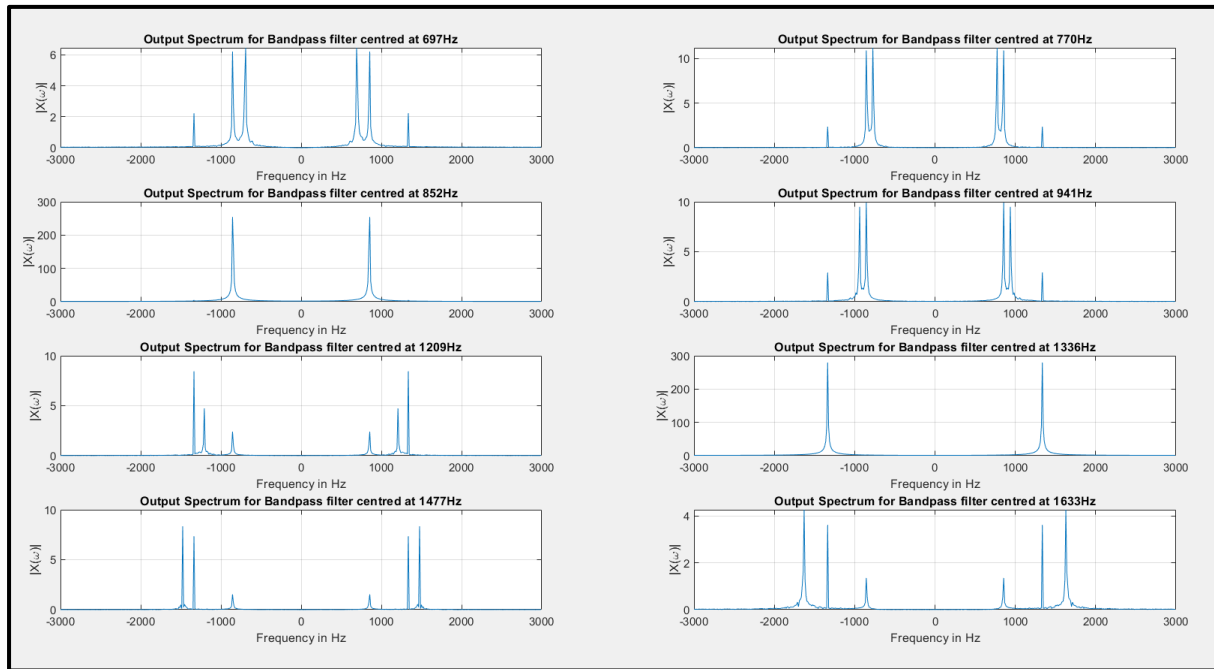 Output Spectrum for Bandpass filter centred at 697Hz
6
4
2
0
|X(ω)|
-3000 -2000 -1000 0 1000 2000 3000
Frequency in Hz
Output Spectrum for Bandpass filter centred at 770Hz
10
5
0
|X(ω)|
-3000 -2000 -1000 0 1000 2000 3000
Frequency in Hz
Output Spectrum for Bandpass filter centred at 852Hz
300
200
100
0
|X(ω)|
-3000 -2000 -1000 0 1000 2000 3000
Frequency in Hz
Output Spectrum for Bandpass filter centred at 941Hz
10
5
0
|X(ω)|
-3000 -2000 -1000 0 1000 2000 3000
Frequency in Hz
Output Spectrum for Bandpass filter centred at 1209Hz
10
5
0
|X(ω)|
-3000 -2000 -1000 0 1000 2000 3000
Frequency in Hz
Output Spectrum for Bandpass filter centred at 1336Hz
300
200
100
0
|X(ω)|
-3000 -2000 -1000 0 1000 2000 3000
Frequency in Hz
Output Spectrum for Bandpass filter centred at 1477Hz
5
0
|X(ω)|
-3000 -2000 -1000 0 1000 2000 3000
Frequency in Hz
Output Spectrum for Bandpass filter centred at 1633Hz
4
2
0
|X(ω)|
-3000 -2000 -1000 0 1000 2000 3000
Frequency in Hz